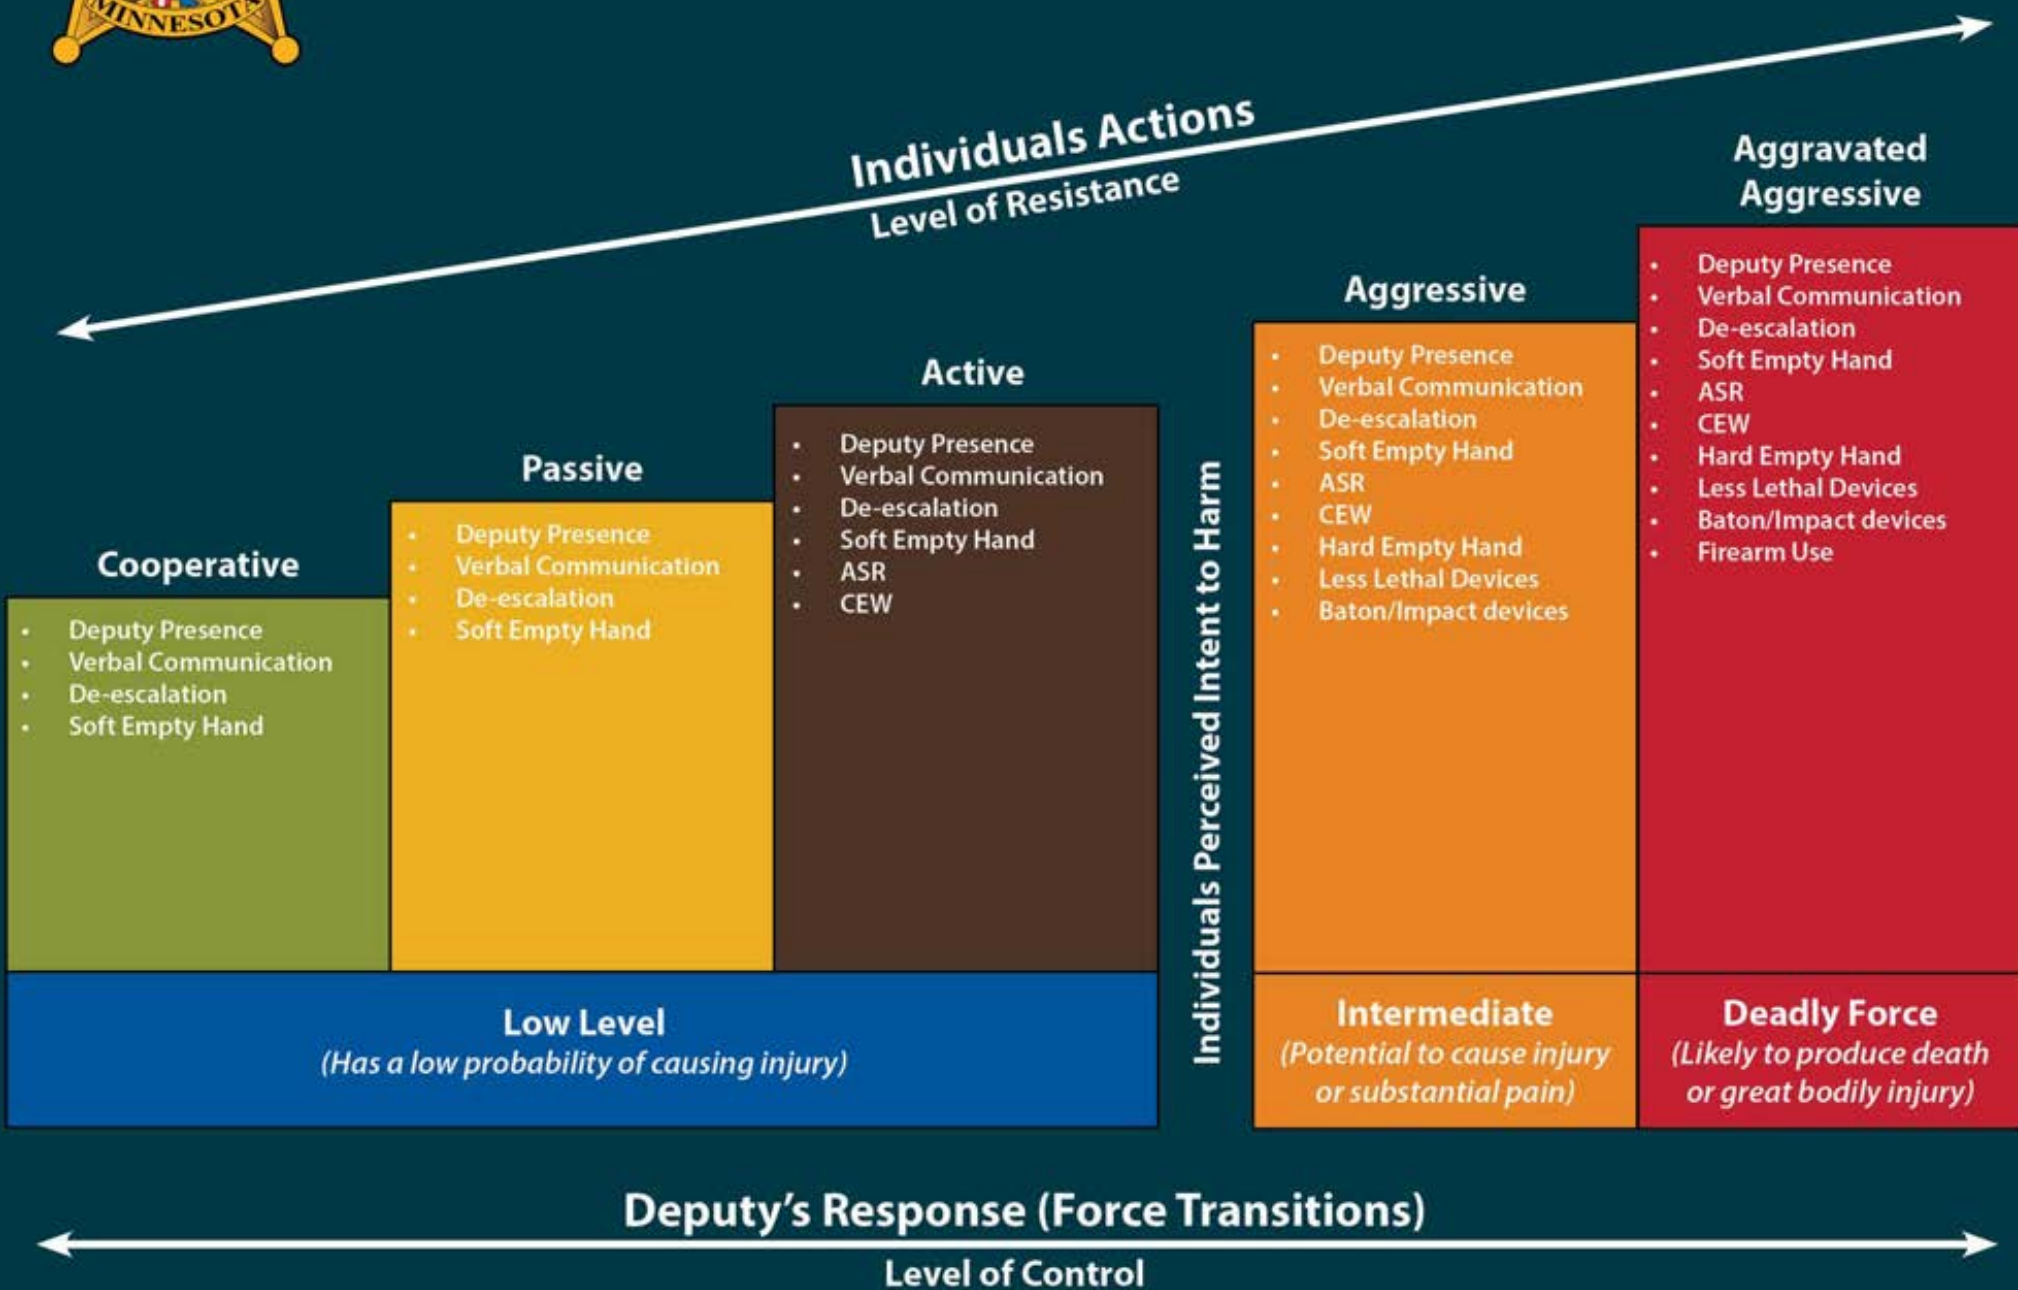 MINNESOTA
Individuals Actions
Level of Resistance
Cooperative
• Deputy Presence
• Verbal Communication
• De-escalation
• Soft Empty Hand
Passive
• Deputy Presence
• Verbal Communication
• De-escalation
• Soft Empty Hand
Active
• Deputy Presence
• Verbal Communication
• De-escalation
• Soft Empty Hand
• ASR
• CEW
Low Level
(Has a low probability of causing injury)
Individuals Perceived Intent to Harm
Aggressive
• Deputy Presence
• Verbal Communication
• De-escalation
• Soft Empty Hand
• ASR
• CEW
• Hard Empty Hand
• Less Lethal Devices
• Baton/Impact devices
Intermediate
(Potential to cause injury
or substantial pain)
Aggravated
Aggressive
• Deputy Presence
• Verbal Communication
• De-escalation
• Soft Empty Hand
• ASR
• CEW
• Hard Empty Hand
• Less Lethal Devices
• Baton/Impact devices
• Firearm Use
Deadly Force
(Likely to produce death
or great bodily injury)
Deputy’s Response (Force Transitions)
Level of Control